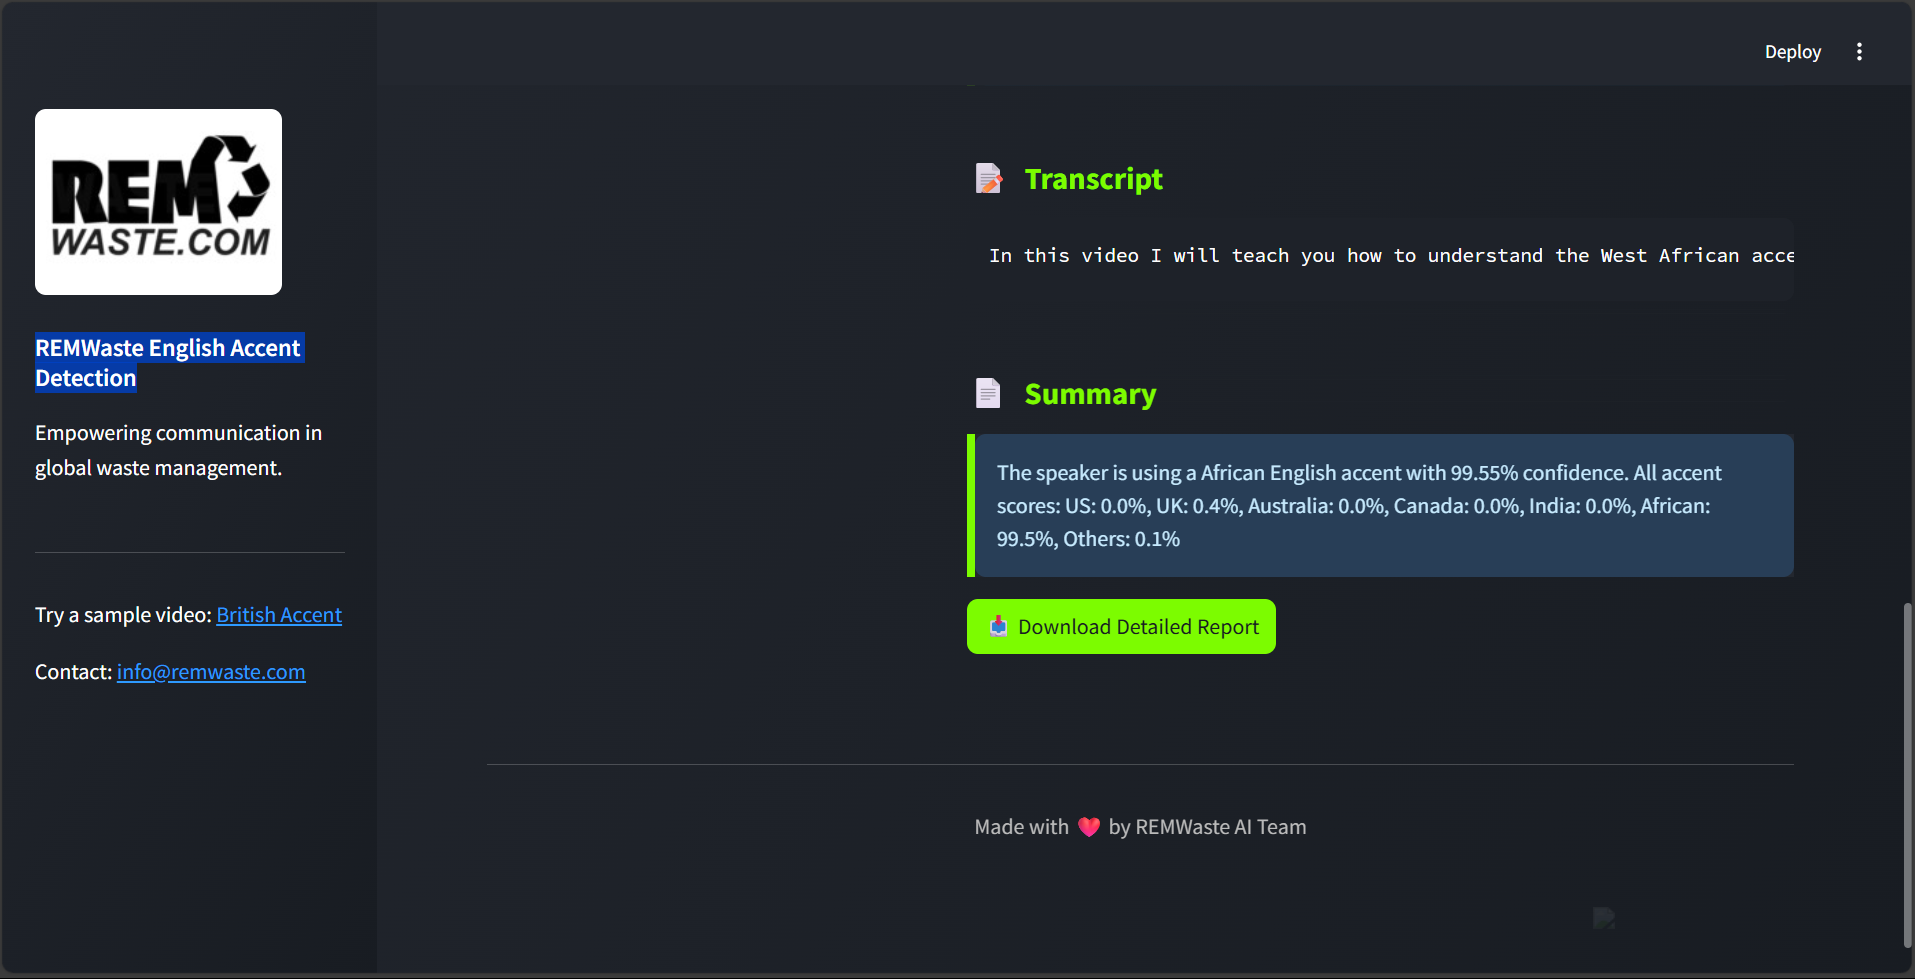 Deploy
REM
WASTE.COM
REMWaste English Accent
Detection
Empowering communication in
global waste management.
Try a sample video: British Accent
Contact: info@remwaste.com
Transcript
In this video I will teach you how to understand the West African acce
Summary
The speaker is using a African English accent with 99.55% confidence. All accent
scores: US: 0.0%, UK: 0.4%, Australia: 0.0%, Canada: 0.0%, India: 0.0%, African:
99.5%, Others: 0.1%
Download Detailed Report
Made with ❤️ by REMWaste AI Team